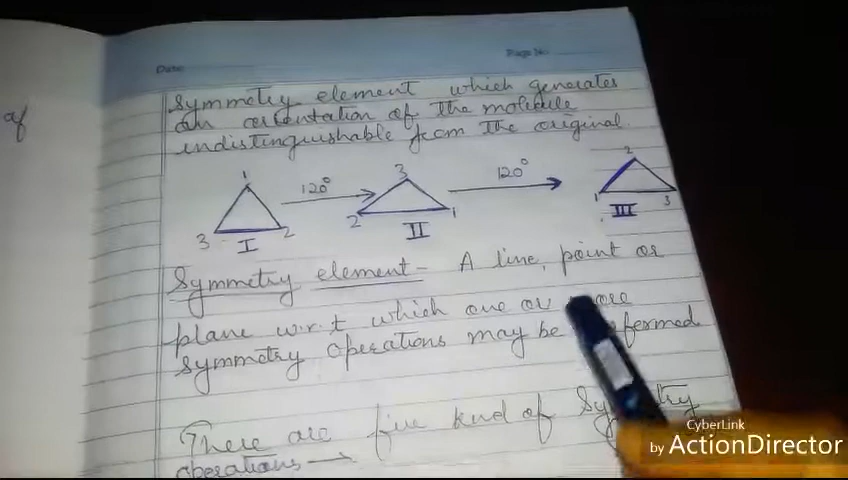 Date
Page No.
of
Symmetry element which generates
an orientation of the molecule
indistinguishable from the original.
1 120° 3 120° 2
3 2 2 1 1 3
I II III
Symmetry element - A line, point or
plane w.r.t which one or more
symmetry operations may be
There are five kind of
operations →
CyberLink
by ActionDirector